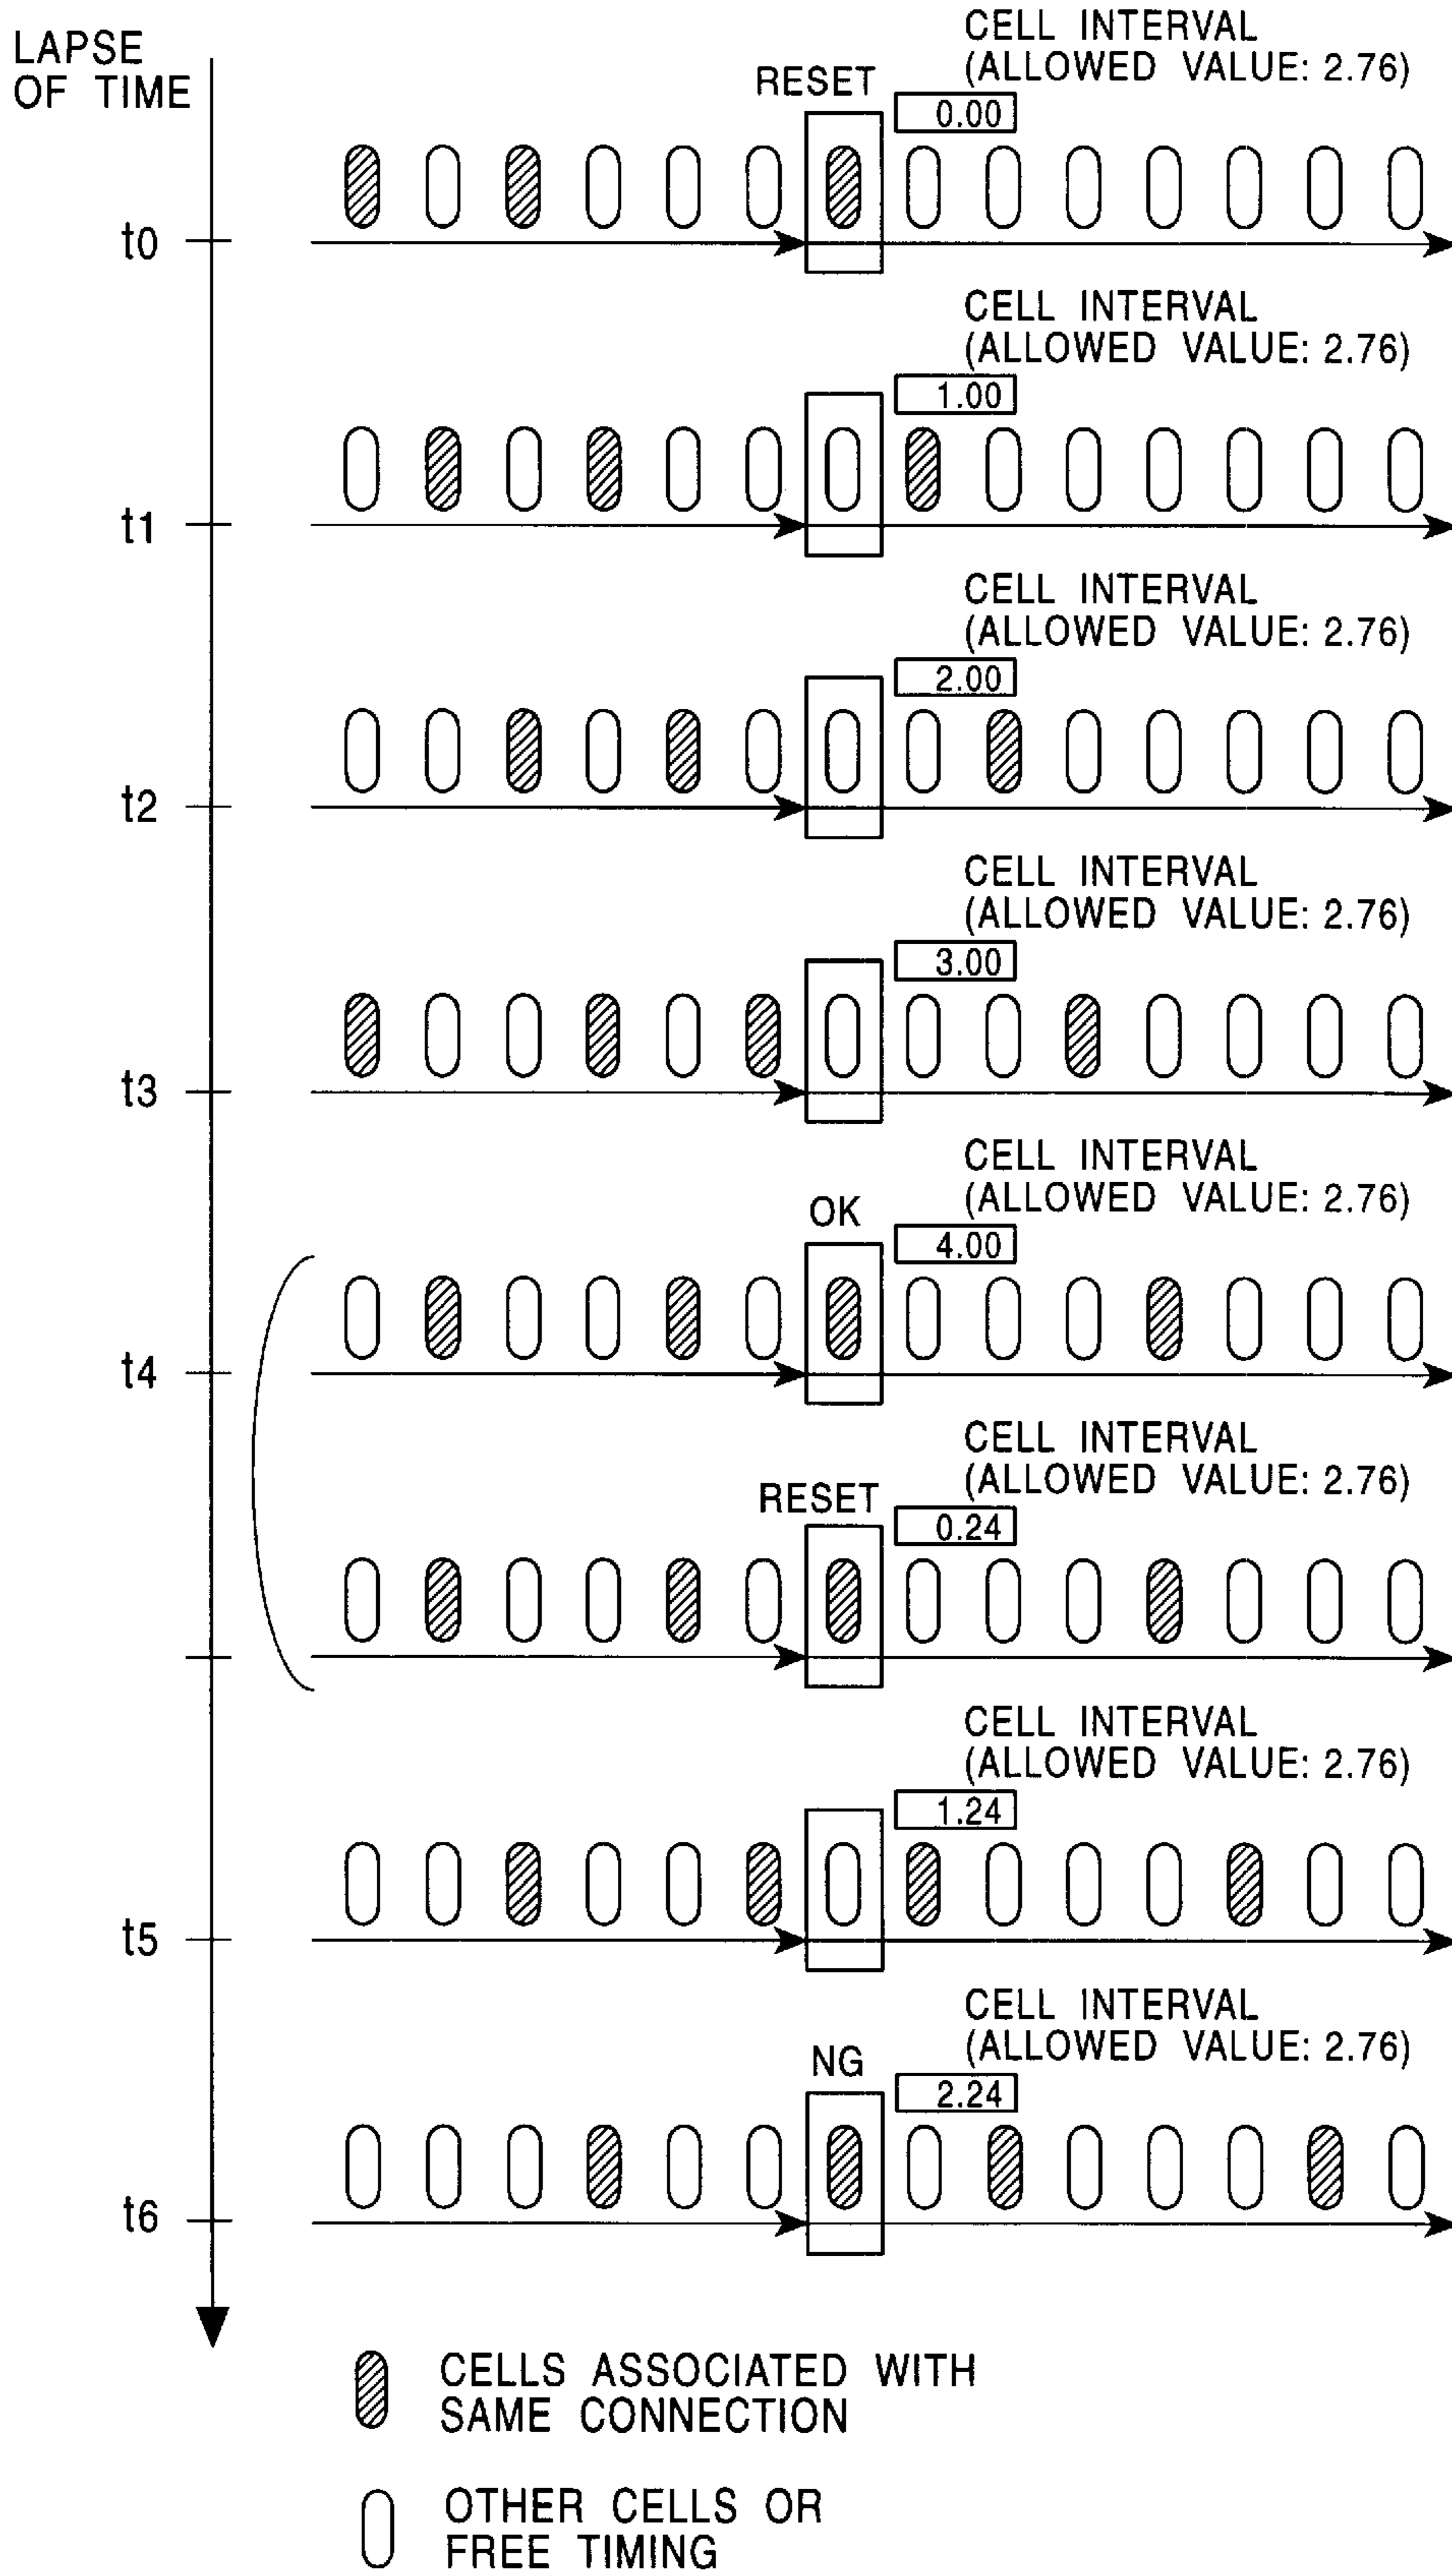 LAPSE
OF TIME
CELL INTERVAL
(ALLOWED VALUE: 2.76)
RESET
0.00
t0
CELL INTERVAL
(ALLOWED VALUE: 2.76)
1.00
t1
CELL INTERVAL
(ALLOWED VALUE: 2.76)
2.00
t2
CELL INTERVAL
(ALLOWED VALUE: 2.76)
3.00
t3
CELL INTERVAL
(ALLOWED VALUE: 2.76)
OK
4.00
t4
CELL INTERVAL
(ALLOWED VALUE: 2.76)
RESET
0.24
CELL INTERVAL
(ALLOWED VALUE: 2.76)
1.24
t5
CELL INTERVAL
(ALLOWED VALUE: 2.76)
NG
2.24
t6
CELLS ASSOCIATED WITH
SAME CONNECTION
OTHER CELLS OR
FREE TIMING